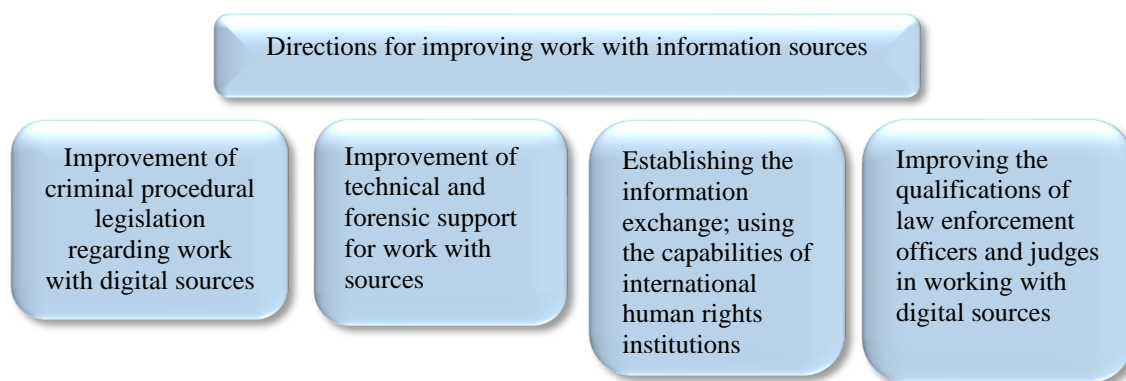 Directions for improving work with information sources
Improvement of
criminal procedural
legislation
regarding work
with digital sources
Improvement of
technical and
forensic support
for work with
sources
Establishing the
information
exchange; using
the capabilities of
international
human rights
institutions
Improving the
qualifications of
law enforcement
officers and judges
in working with
digital sources